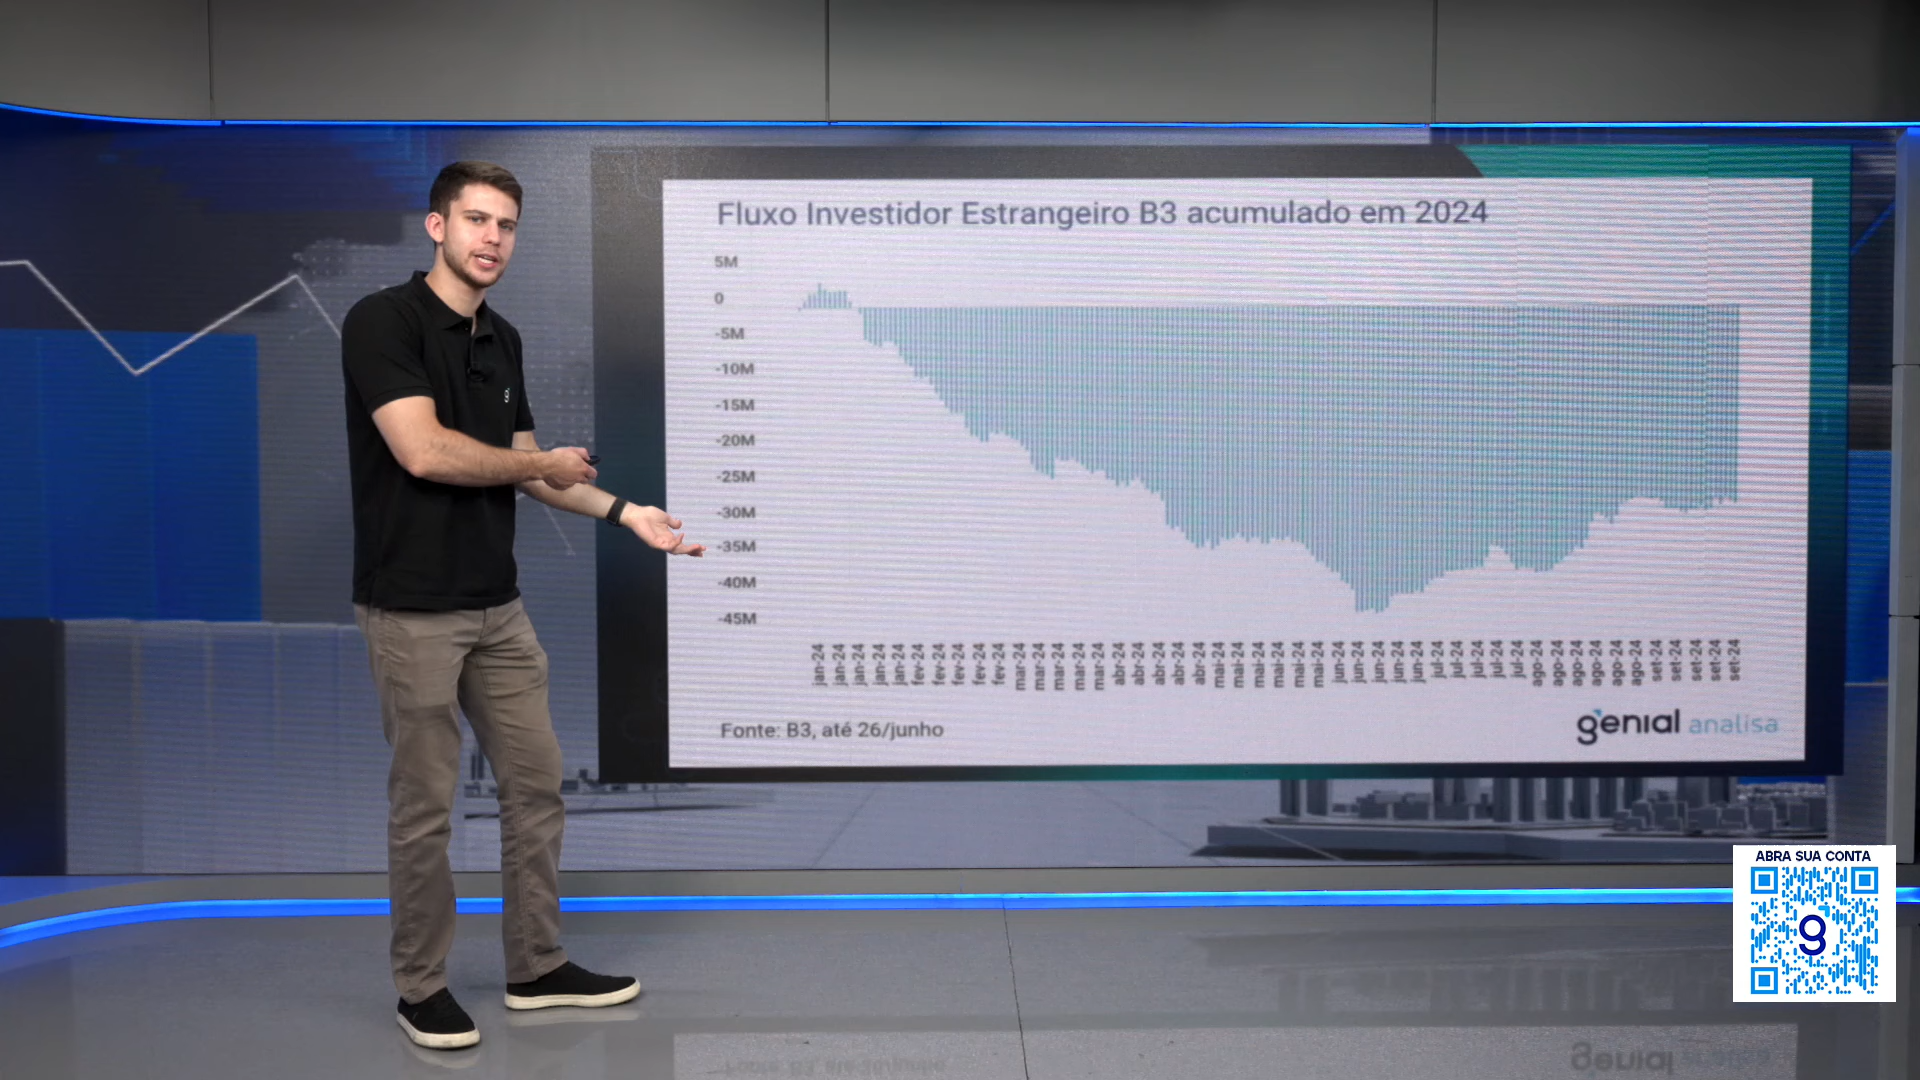 Fluxo Investidor Estrangeiro B3 acumulado em 2024
5M
0
-5M
-10M
-15M
-20M
-25M
-30M
-35M
-40M
-45M
jan-24 jan-24 jan-24 jan-24 jan-24 fev-24 fev-24 fev-24 fev-24 fev-24 mar-24 mar-24 mar-24 mar-24 mar-24 abr-24 abr-24 abr-24 abr-24 abr-24 mai-24 mai-24 mai-24 mai-24 mai-24 mai-24 jun-24 jun-24 jun-24 jun-24 jun-24 jul-24 jul-24 jul-24 jul-24 jul-24 ago-24 ago-24 ago-24 ago-24 ago-24 ago-24 set-24 set-24 set-24 set-24 set-24
Fonte: B3, até 26/junho
genial analisa
ABRA SUA CONTA